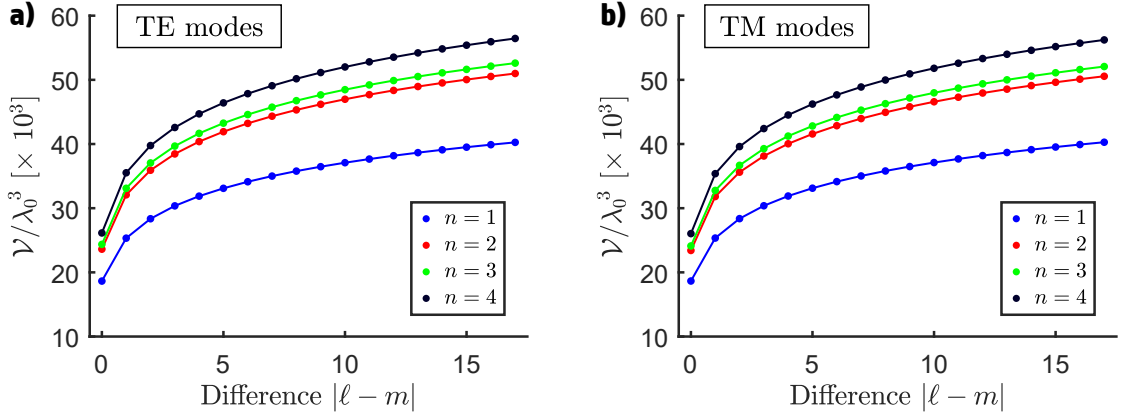 a)
TE modes
60
50
40
30
20
10
𝒱/λ₀³ [× 10³]
0
5
10
15
Difference |ℓ − m|
n = 1
n = 2
n = 3
n = 4
b)
TM modes
60
50
40
30
20
10
𝒱/λ₀³ [× 10³]
0
5
10
15
Difference |ℓ − m|
n = 1
n = 2
n = 3
n = 4